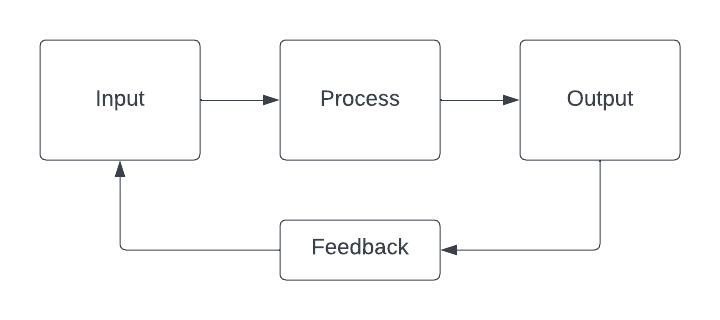 Input
Process
Output
Feedback